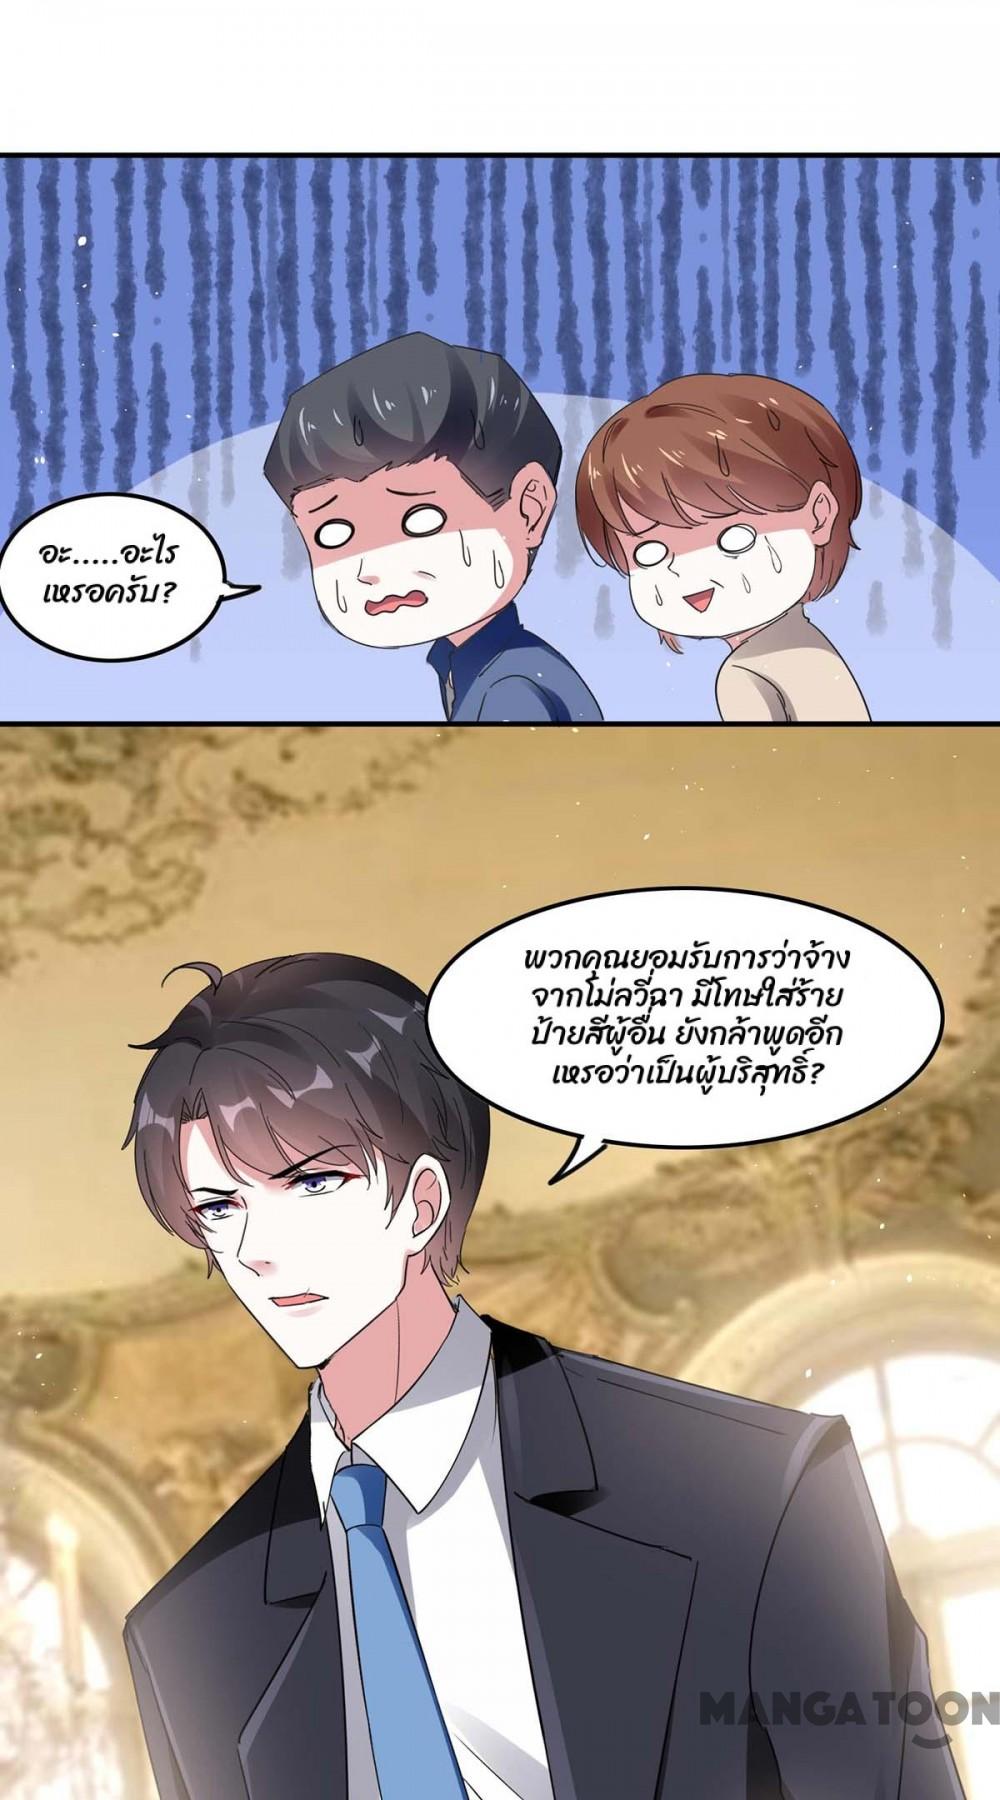 อะ.....อะไร
เหรอครับ?
พวกคุณยอมรับการว่าจ้าง
จากโม่ลวี่ฉา มีโทษใส่ร้าย
ป้ายสีผู้อื่น ยังกล้าพูดอีก
เหรอว่าเป็นผู้บริสุทธิ์?
MANGATOON